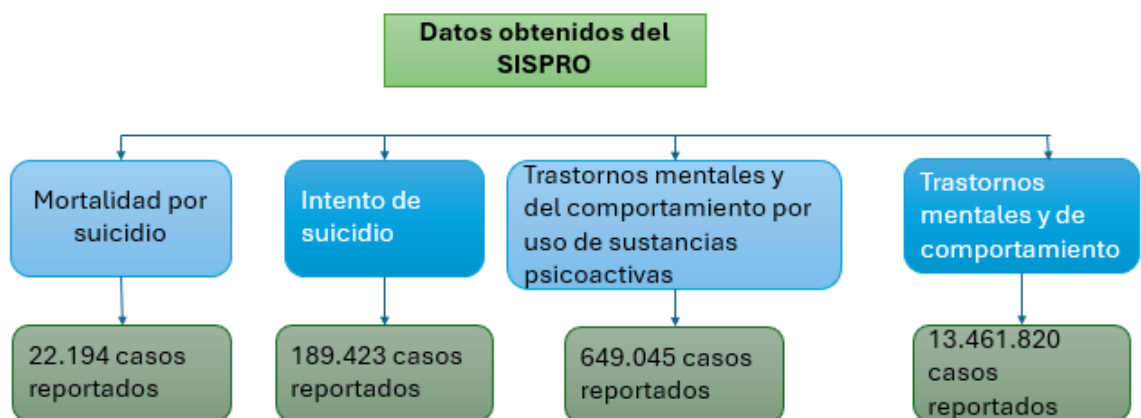 Datos obtenidos del
SISPRO
Mortalidad por
suicidio
Intento de
suicidio
Trastornos mentales y
del comportamiento por
uso de sustancias
psicoactivas
Trastornos
mentales y de
comportamiento
22.194 casos
reportados
189.423 casos
reportados
649.045 casos
reportados
13.461.820
casos
reportados